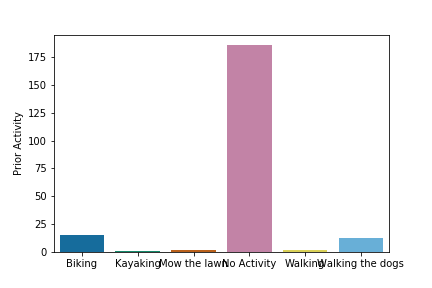 Prior Activity
175
150
125
100
75
50
25
0
Biking
Kayaking
Mow the lawn
No Activity
Walking
Walking the dogs